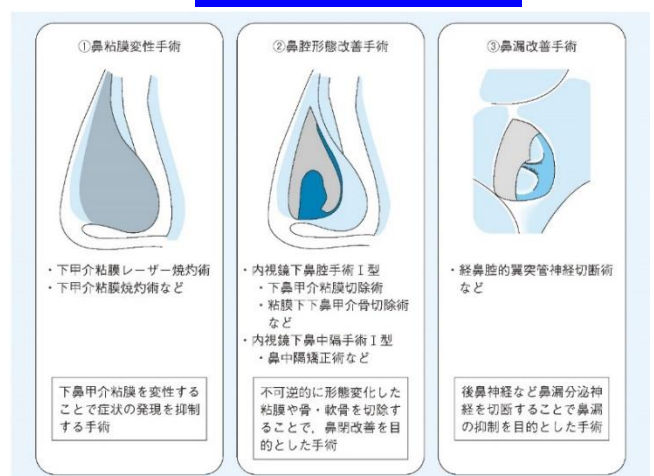 ①鼻粘膜変性手術
・下甲介粘膜レーザー焼灼術
・下甲介粘膜焼灼術など
下鼻甲介粘膜を変性する
ことで症状の発現を抑制
する手術
②鼻腔形態改善手術
・内視鏡下鼻腔手術Ⅰ型
・下鼻甲介粘膜切除術
・粘膜下下鼻甲介骨切除術
など
・内視鏡下鼻中隔手術Ⅰ型
・鼻中隔矯正術など
不可逆的に形態変化した
粘膜や骨・軟骨を切除す
ることで，鼻閉改善を目
的とした手術
③鼻漏改善手術
・経鼻腔的翼突管神経切断術
など
後鼻神経など鼻漏分泌神
経を切断することで鼻漏
の抑制を目的とした手術